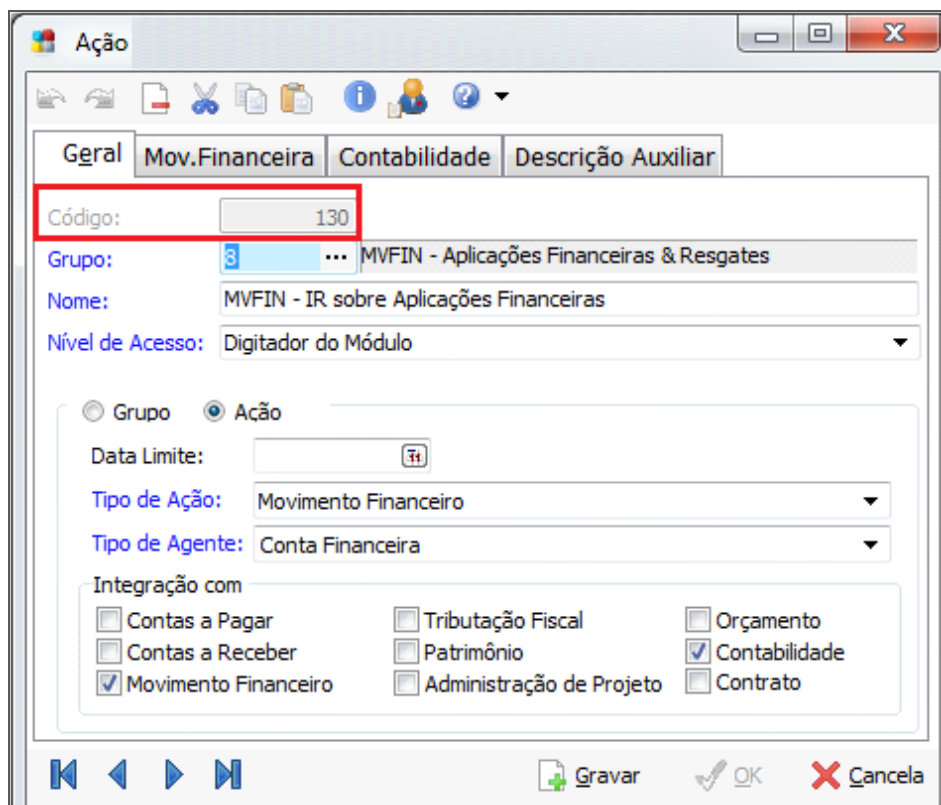 Ação
Geral Mov.Financeira Contabilidade Descrição Auxiliar
Código: 130
Grupo: 8 ... MVFIN - Aplicações Financeiras & Resgates
Nome: MVFIN - IR sobre Aplicações Financeiras
Nível de Acesso: Digitador do Módulo
Grupo Ação
Data Limite:
Tipo de Ação: Movimento Financeiro
Tipo de Agente: Conta Financeira
Integração com
Contas a Pagar Tributação Fiscal Orçamento
Contas a Receber Patrimônio Contabilidade
Movimento Financeiro Administração de Projeto Contrato
Gravar OK Cancela